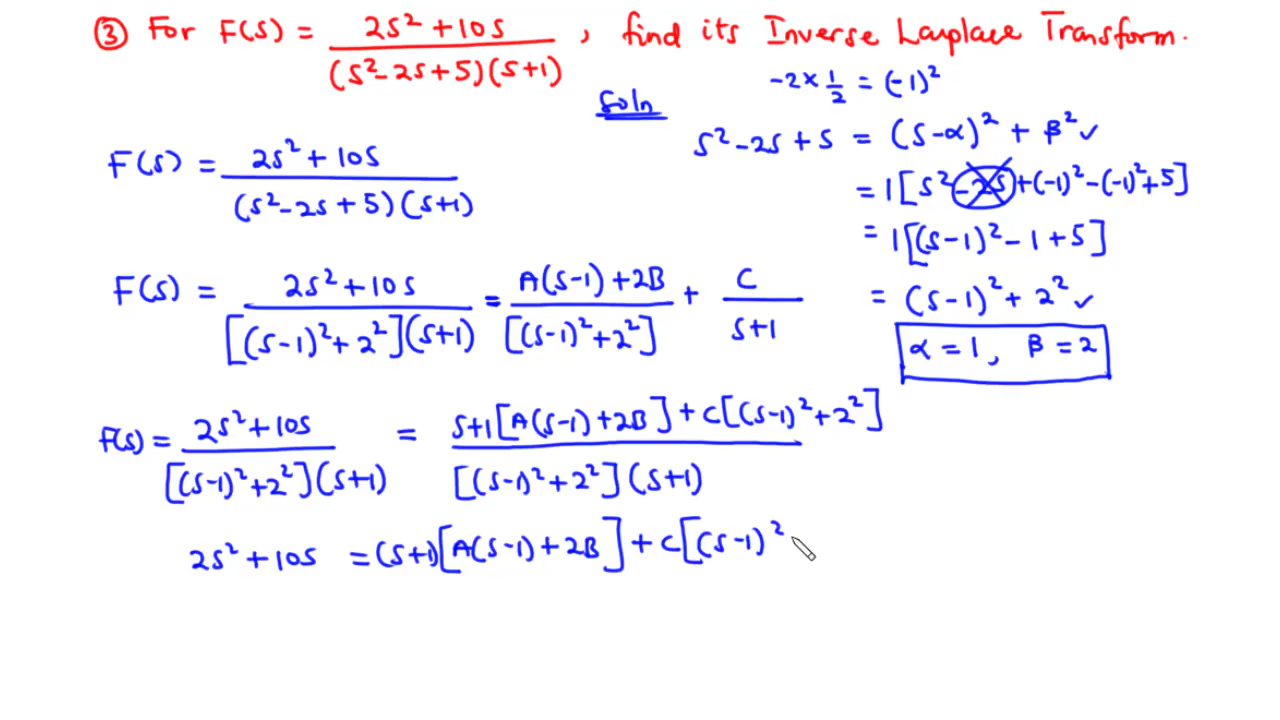 ③ For F(s) = (2s² + 10s) / ((s² - 2s + 5)(s+1)), find its Inverse Laplace Transform.
Soln
F(s) = (2s² + 10s) / ((s² - 2s + 5)(s+1))
F(s) = (2s² + 10s) / ([(s-1)² + 2²](s+1)) = (A(s-1) + 2B) / [(s-1)² + 2²] + C / (s+1)
F(s) = (2s² + 10s) / ([(s-1)² + 2²](s+1)) = (s+1[A(s-1) + 2B] + C[(s-1)² + 2²]) / ([(s-1)² + 2²](s+1))
2s² + 10s = (s+1)[A(s-1) + 2B] + C[(s-1)²
-2 × 1/2 = (-1)²
s² - 2s + 5 = (s-α)² + β² ✓
= 1[s² - 2s + (-1)² - (-1)² + 5]
= 1[(s-1)² - 1 + 5]
= (s-1)² + 2² ✓
α = 1, β = 2